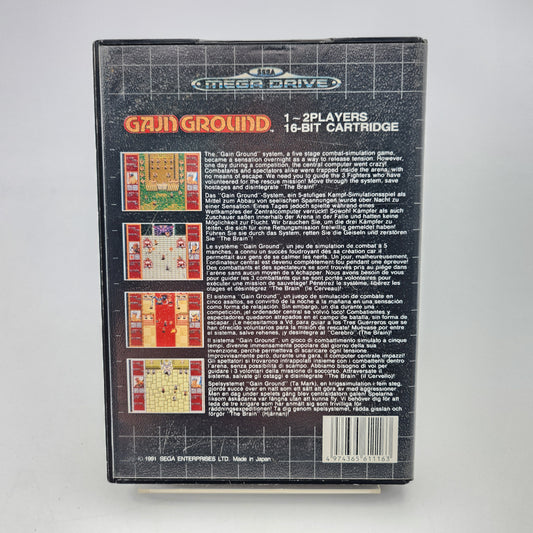 SEGA
MEGA DRIVE
GAIN GROUND™
1~2PLAYERS
16-BIT CARTRIDGE
The "Gain Ground" system, a five stage combat-simulation game,
became a sensation overnight as a way to release tension. However,
one day during a competition, the central computer went crazy!
Combatants and spectators alike were trapped inside the arena, with
no means of escape. We need you to guide the 3 Fighters who have
volunteered for the rescue mission! Move through the system, save
hostages and disintegrate "The Brain!"
Das "Gain Ground"-System, ein 5-stufiges Kampf-Simulationsspiel als
Mittel zum Abbau von seelischen Spannungen wurde über Nacht zu
einer Sensation. Eines Tages jedoch spielte während eines
Wettkampfes der Zentralcomputer verrückt! Sowohl Kämpfer als auch
Zuschauer saßen innerhalb der Arena in der Falle und hatten keine
Möglichkeit zur Flucht. Wir brauchen Sie, um die drei Kämpfer zu
leiten, die sich für eine Rettungsmission freiwillig gemeldet haben!
Führen Sie sie durch das System, retten Sie die Geiseln und zerstören
Sie "The Brain"!
Le système "Gain Ground", un jeu de simulation de combat à 5
manches, a connu un succès foudroyant dès sa création car il
permettait aux gens de se calmer les nerfs. Un jour, malheureusement,
l'ordinateur central est devenu complètement fou pendant une épreuve!
Des combattants et des spectateurs se sont trouvés pris au piège dans
l'arène sans aucun moyen de s'échapper. Nous avons besoin de vous
pour guider les 3 combattants qui se sont portés volontaires pour
exécuter une mission de sauvetage! Pénétrez le système, libérez les
otages et désintégrez "The Brain" (le Cerveau)!
El sistema "Gain Ground", un juego de simulación de combate en
cinco asaltos, se convirtió de la noche a la mañana en una sensación
como forma de relajación. Sin embargo, un día durante una
competición, ¡el ordenador central se volvió loco! Combatientes y
espectadores quedaron atrapados en el campo de batalla, sin forma de
escapar. ¡Le necesitamos a Vd. para guiar a los Tres Guerreros que se
han ofrecido voluntarios para la misión de rescate! Muévase por entre
el sistema, salve rehenes, ¡y desintegre al "Cerebro" (The Brain)!
Il sistema "Gain Ground", un gioco di combattimento simulato a cinque
tempi, divenne immensamente popolare dal giorno della sua
invenzione, perché permetteva di scaricare ogni tensione.
Improvvisamente però, durante una gara, il computer centrale impazzì!
Gli spettatori si trovarono intrappolati insieme con i combattenti dentro
l'arena, senza possibilità di scampo. Abbiamo bisogno di voi per
guidare i 3 volontari della missione di soccorso. Attraversate il
sistema, salvate gli ostaggi e disintegrate "The Brain" (il Cervello)!
Spelsystemet "Gain Ground" (Ta Mark), en krigssimulation i fem steg,
gjorde succé över en natt som ett sätt att göra av med aggressioner.
Men en dag under spelets gång blev centraldatorn galen! Spelarna
liksom åskådarna var fångna utan att kunna fly. Vi behöver dig för att
leda de tre krigare som har anmält sig som frivilliga för
räddningsexpeditionen! Ta dig genom spelsystemet, rädda gisslan och
förgör "The Brain" (Hjärnan)!
© 1991 SEGA ENTERPRISES LTD. Made in Japan
4 974365 611163